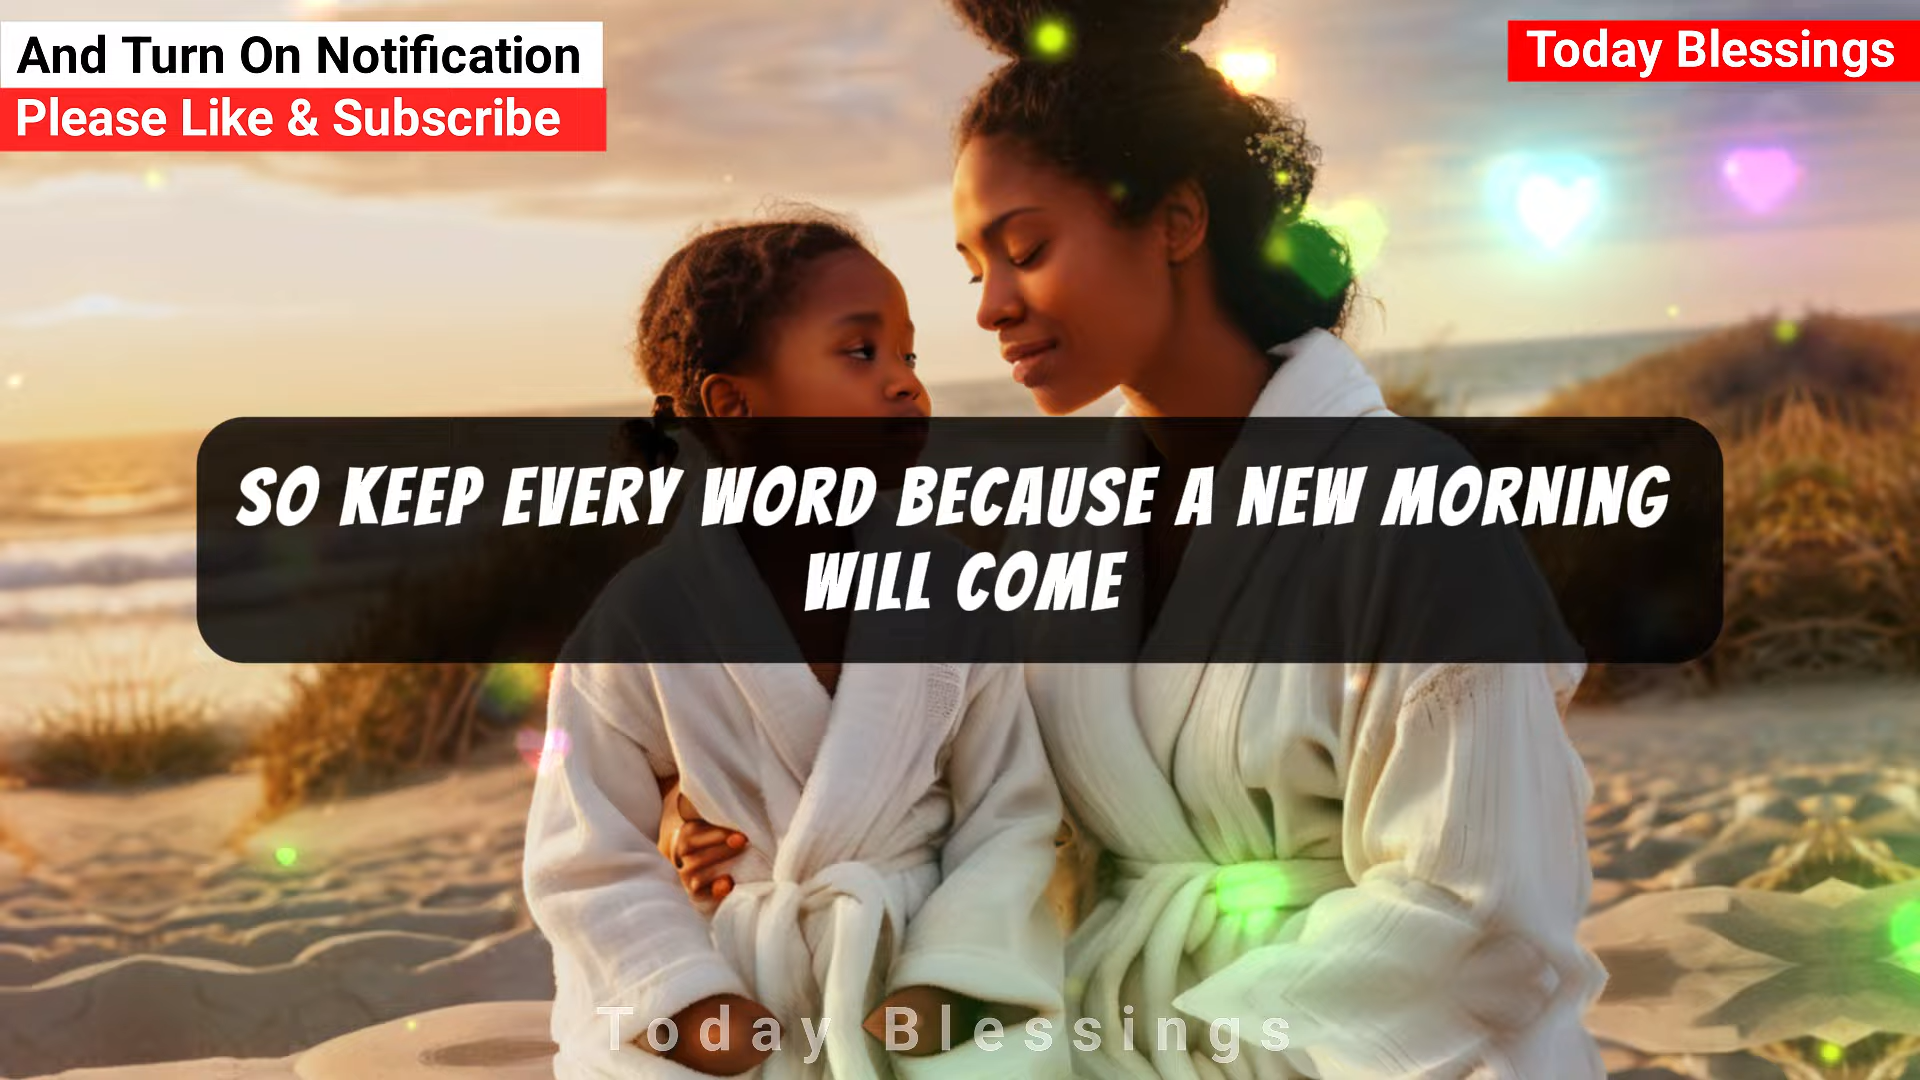 And Turn On Notification
Please Like & Subscribe
Today Blessings
SO KEEP EVERY WORD BECAUSE A NEW MORNING
WILL COME
Today Blessings